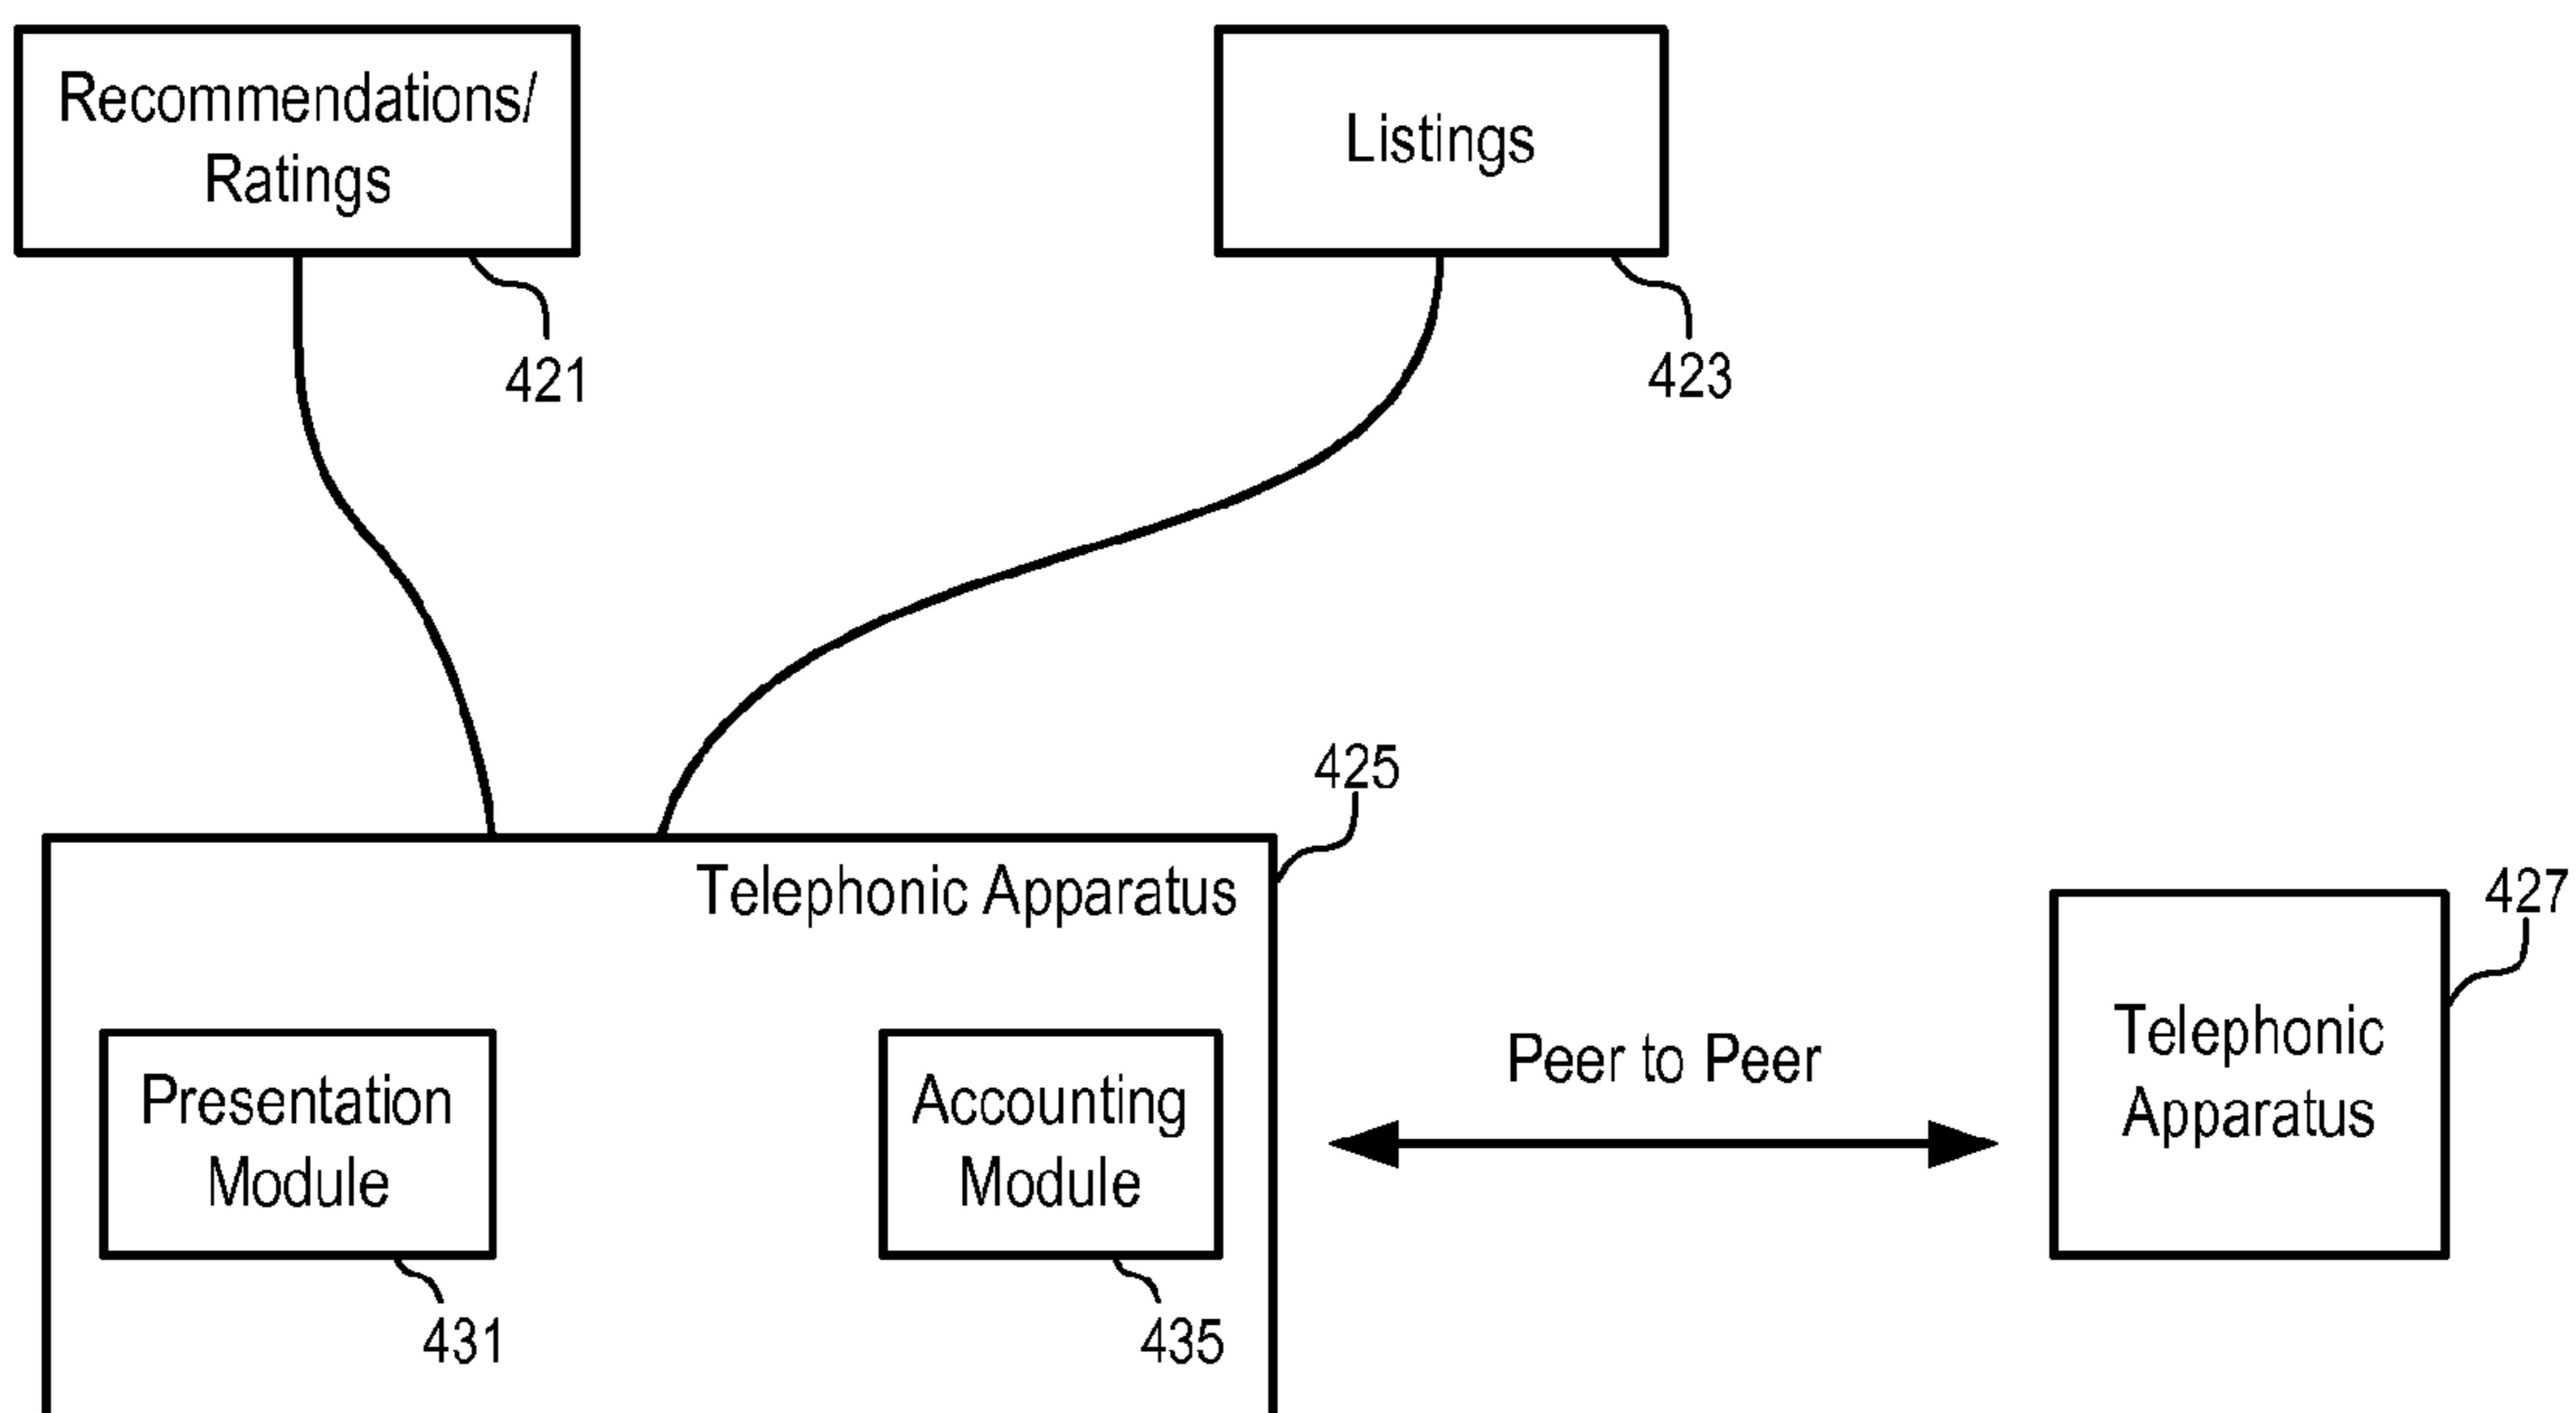 Recommendations/
Ratings
421
Listings
423
425
Telephonic Apparatus
Presentation
Module
431
Accounting
Module
435
Peer to Peer
427
Telephonic
Apparatus